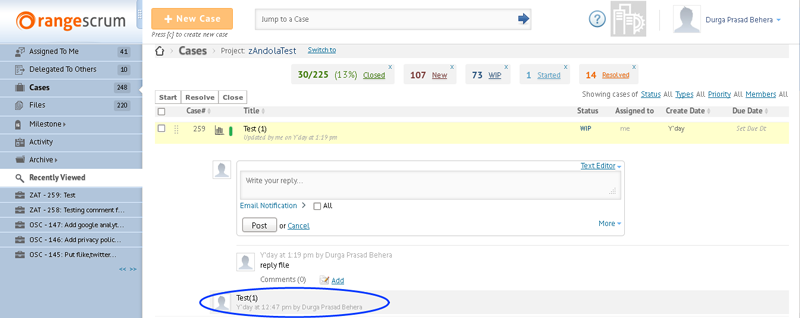 orangescrum
+ New Case
Press [c] to create new case
Jump to a Case
?
Durga Prasad Behera
Assigned To Me 41
Delegated To Others 10
Cases 248
Files 220
Milestone
Activity
Archive
Recently Viewed
ZAT - 259: Test
ZAT - 258: Testing comment f...
OSC - 147: Add google analyt...
OSC - 146: Add privacy polic...
OSC - 145: Put flike,twitter...
<< >>
Cases Project: zAndolaTest Switch to
30/225 (13%) Closed x
107 New x
73 WIP x
1 Started x
14 Resolved x
Showing cases of Status All Types All Priority All Members All
Start Resolve Close
Case# Title Status Assigned to Create Date Due Date
259 Test (1) WIP me Y'day Set Due Dt
Updated by me on Y'day at 1:19 pm
Text Editor
Write your reply...
Email Notification > All
Post or Cancel
More
Y'day at 1:19 pm by Durga Prasad Behera
reply file
Comments (0) Add
Test(1)
Y'day at 12:47 pm by Durga Prasad Behera